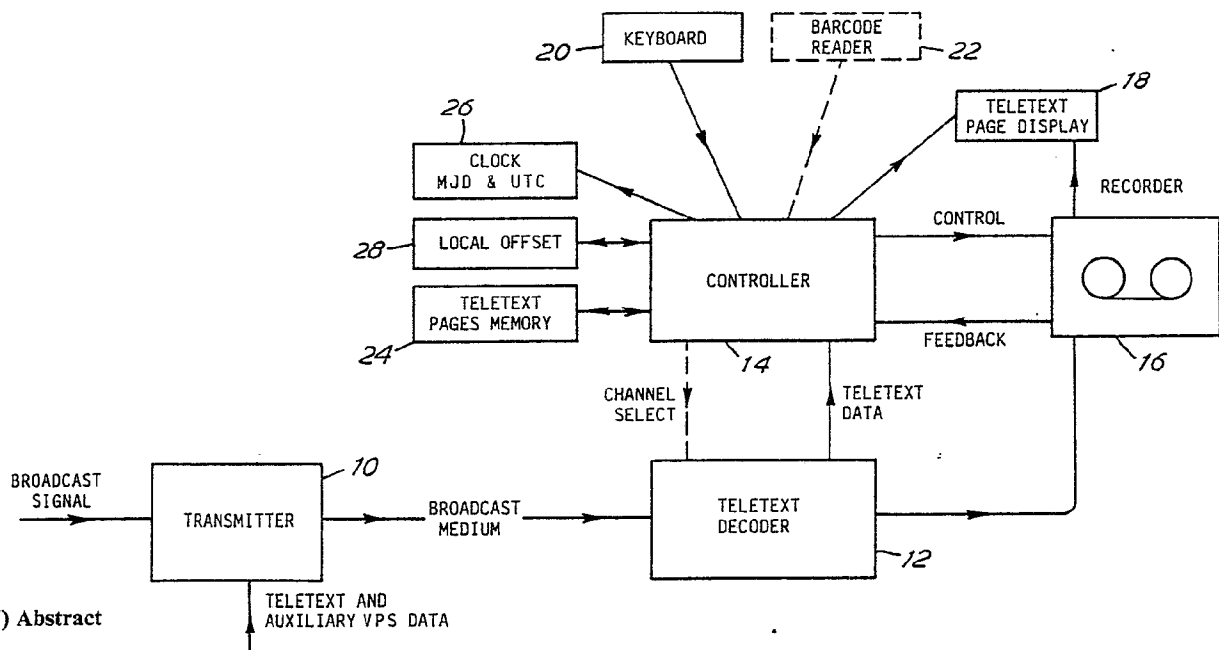 KEYBOARD
20
BARCODE
READER
22
18
TELETEXT
PAGE DISPLAY
26
CLOCK
MJD & UTC
RECORDER
28
LOCAL OFFSET
CONTROL
CONTROLLER
TELETEXT
PAGES MEMORY
24
14
FEEDBACK
16
CHANNEL
SELECT
TELETEXT
DATA
10
BROADCAST
SIGNAL
TRANSMITTER
BROADCAST
MEDIUM
TELETEXT
DECODER
12
) Abstract
TELETEXT AND
AUXILIARY VPS DATA